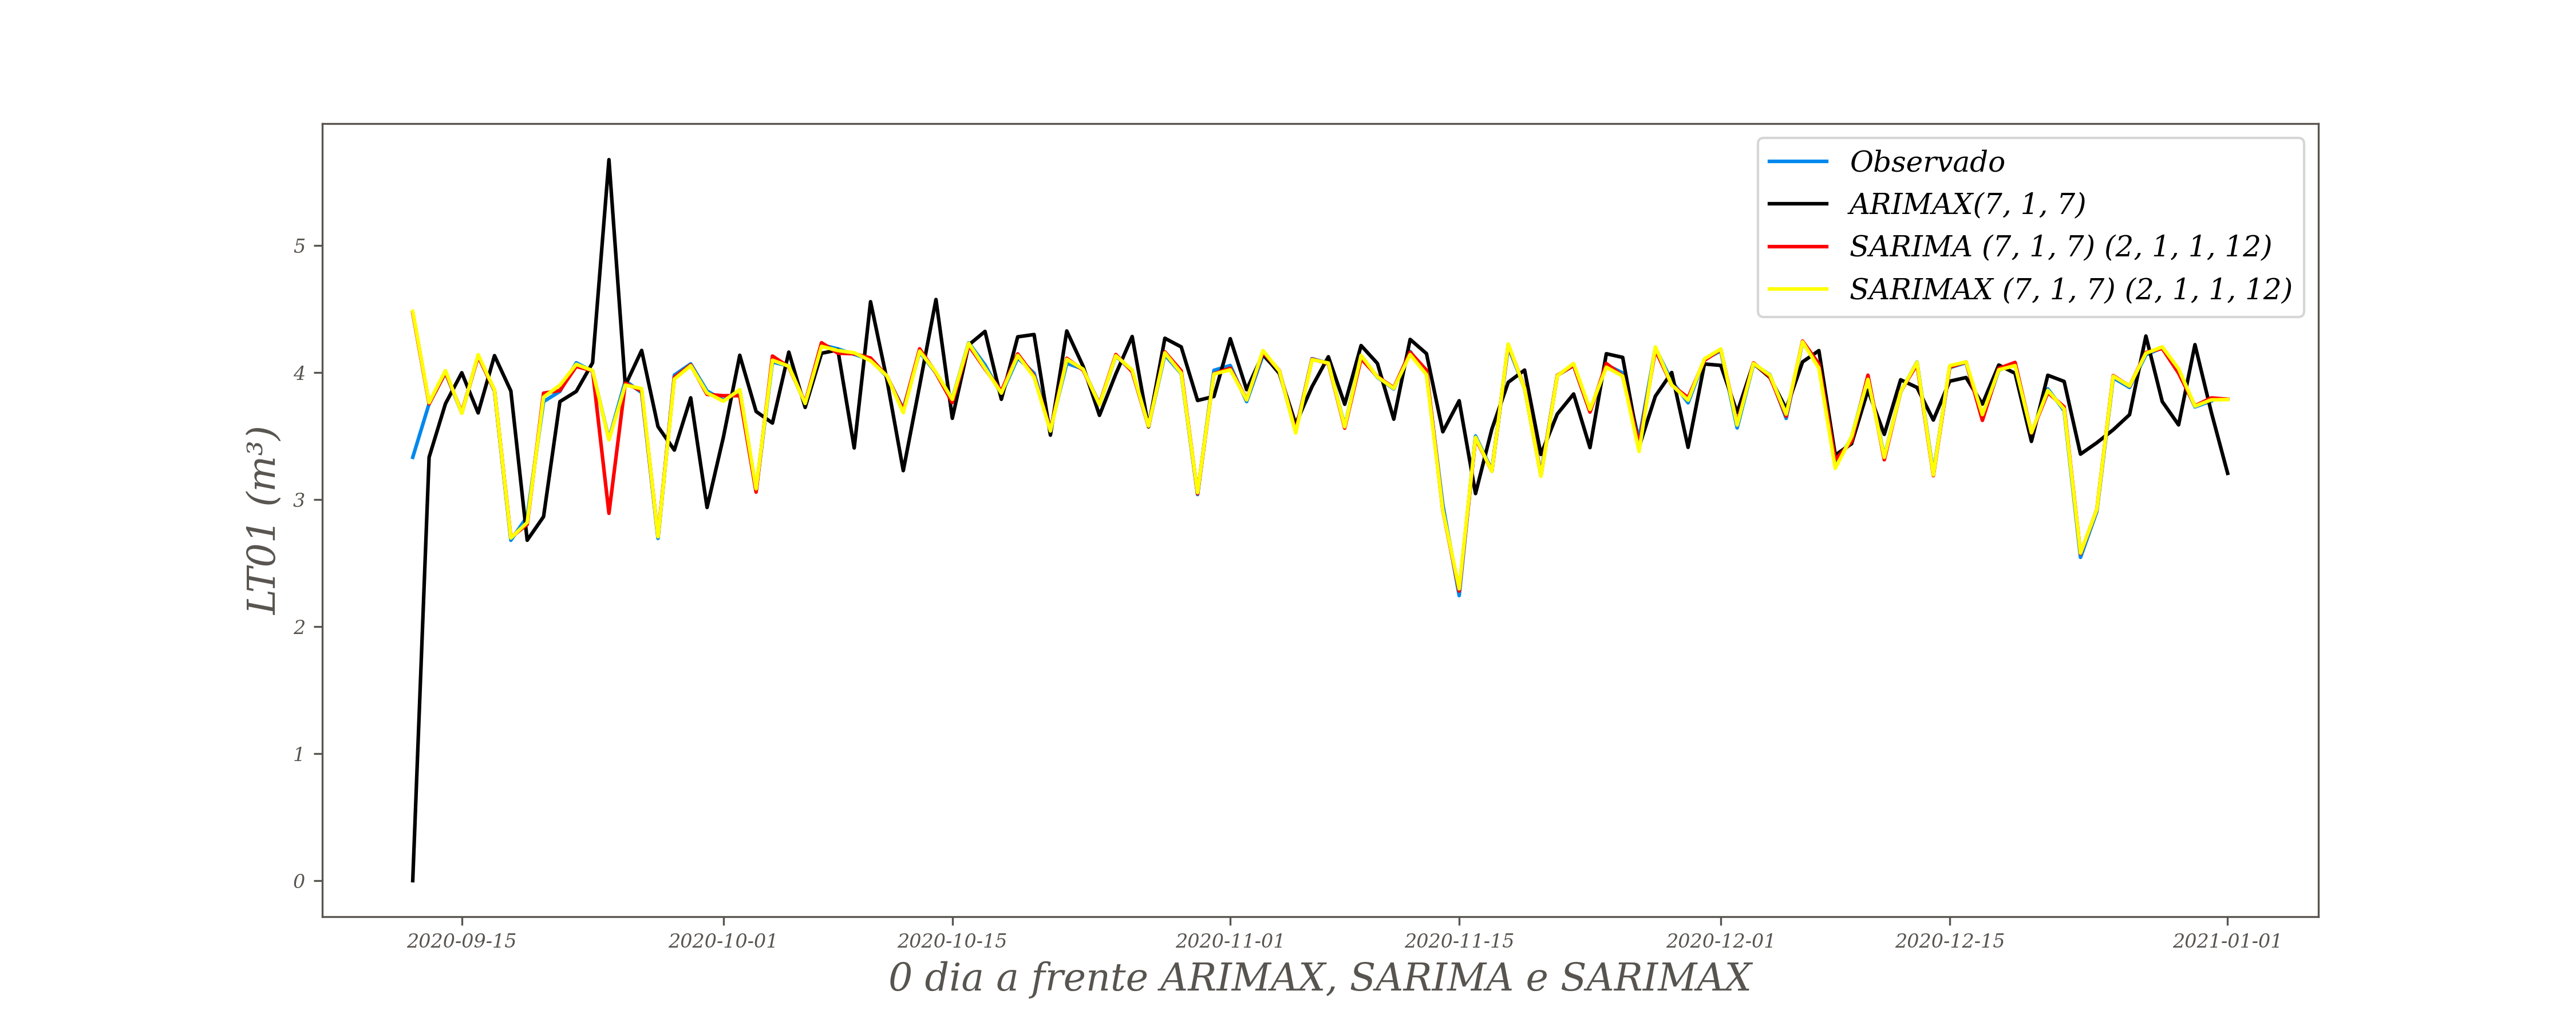 Observado
ARIMAX(7, 1, 7)
SARIMA (7, 1, 7) (2, 1, 1, 12)
SARIMAX (7, 1, 7) (2, 1, 1, 12)
LT01 (m³)
5
4
3
2
1
0
2020-09-15 2020-10-01 2020-10-15 2020-11-01 2020-11-15 2020-12-01 2020-12-15 2021-01-01
0 dia a frente ARIMAX, SARIMA e SARIMAX